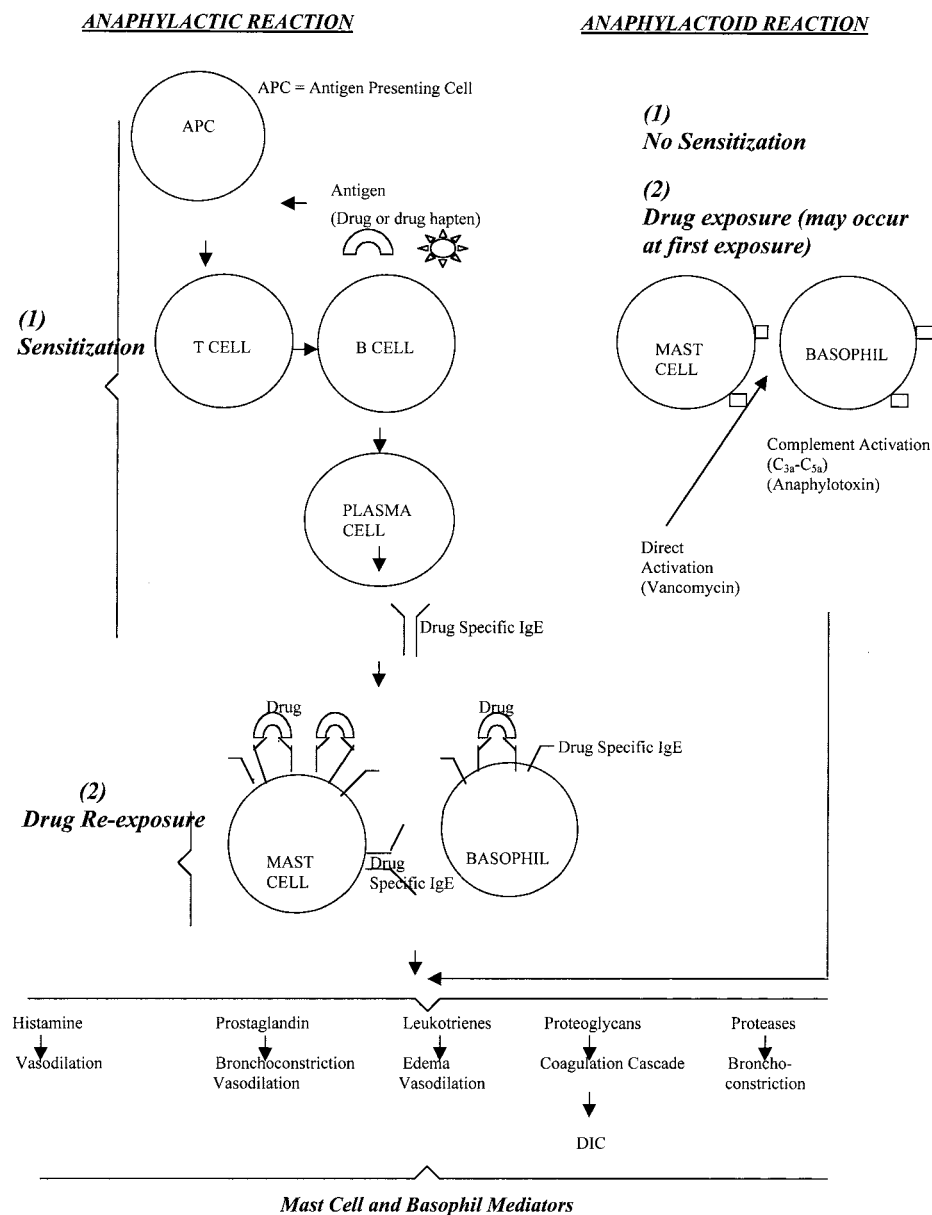 ANAPHYLACTIC REACTION
ANAPHYLACTOID REACTION
APC = Antigen Presenting Cell
APC
Antigen
(Drug or drug hapten)
(1)
Sensitization
T CELL
B CELL
PLASMA
CELL
Drug Specific IgE
(1)
No Sensitization
(2)
Drug exposure (may occur
at first exposure)
MAST
CELL
BASOPHIL
Complement Activation
(C3a-C5a)
(Anaphylotoxin)
Direct
Activation
(Vancomycin)
(2)
Drug Re-exposure
Drug
Drug
Drug Specific IgE
MAST
CELL
Drug
Specific IgE
BASOPHIL
Histamine
Vasodilation
Prostaglandin
Bronchoconstriction
Vasodilation
Leukotrienes
Edema
Vasodilation
Proteoglycans
Coagulation Cascade
DIC
Proteases
Broncho-
constriction
Mast Cell and Basophil Mediators